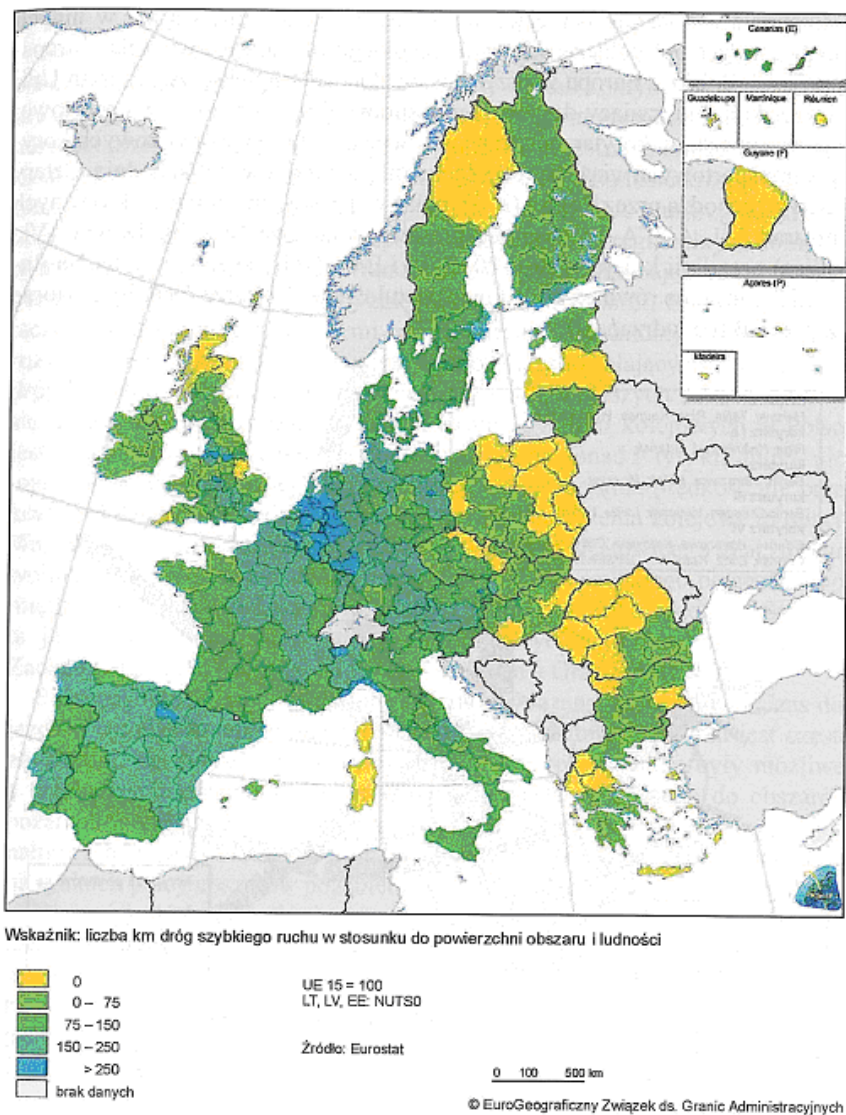 Canarias (E)
Guadeloupe
Martinique
Réunion
Guyane (F)
Açores (P)
Madeira
Wskaźnik: liczba km dróg szybkiego ruchu w stosunku do powierzchni obszaru i ludności
0
0 – 75
75 – 150
150 – 250
> 250
brak danych
UE 15 = 100
LT, LV, EE: NUTS0
Źródło: Eurostat
0 100 500 km
© EuroGeograficzny Związek ds. Granic Administracyjnych